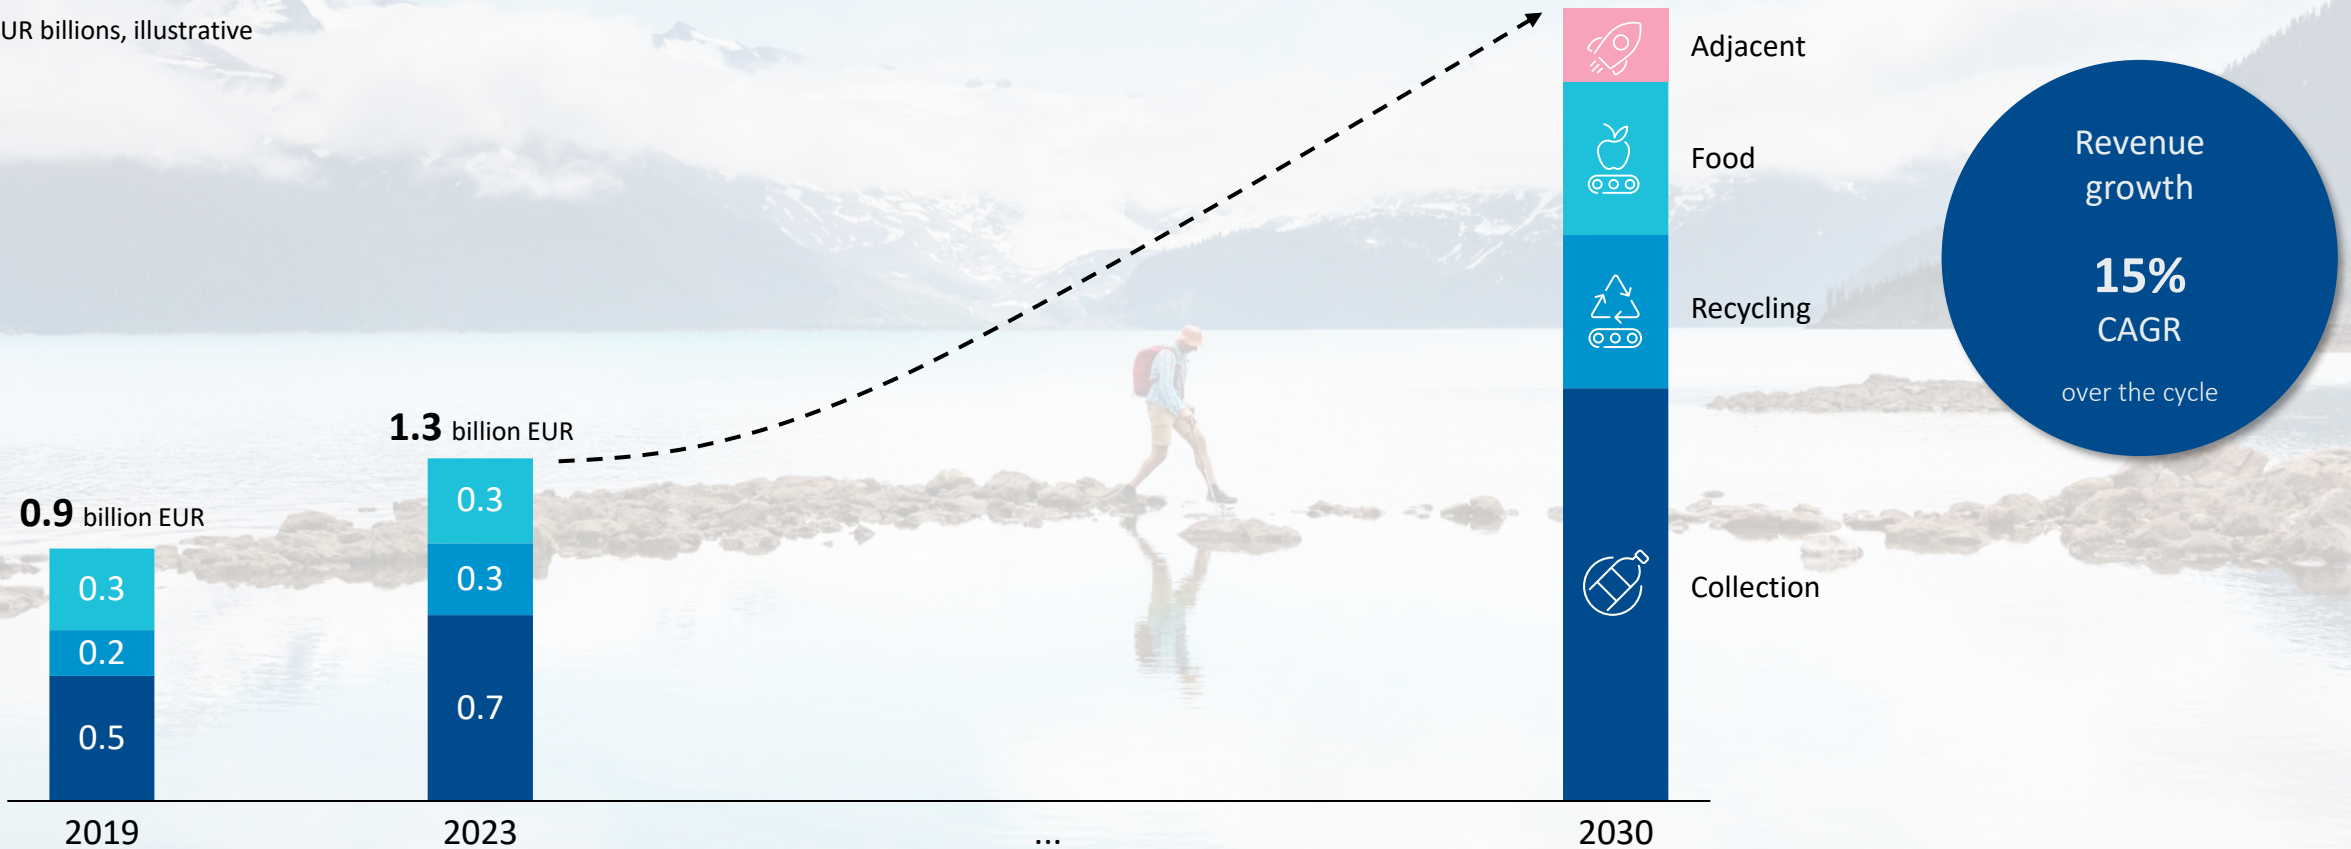 UR billions, illustrative
Adjacent
Food
Recycling
Collection
Revenue
growth
15%
CAGR
over the cycle
1.3 billion EUR
0.3
0.3
0.7
0.9 billion EUR
0.3
0.2
0.5
2019
2023
...
2030